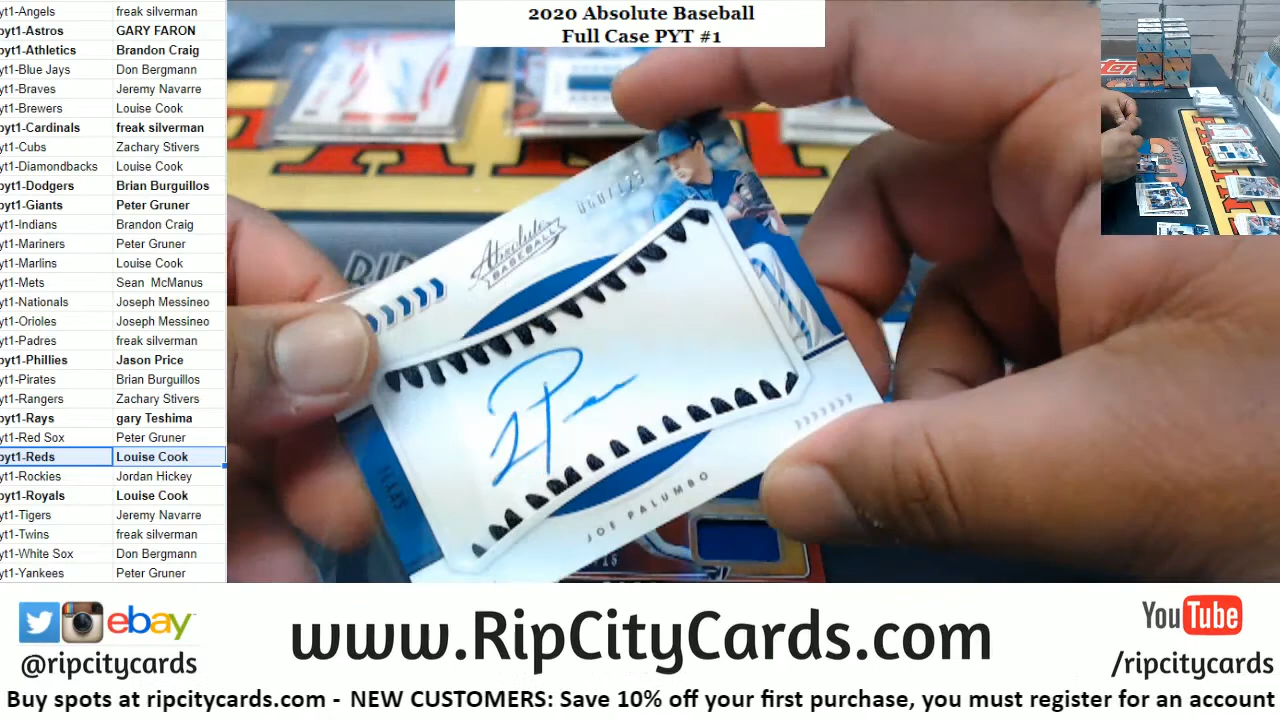 2020 Absolute Baseball
Full Case PYT #1
yt1-Angels freak silverman
pyt1-Astros GARY FARON
pyt1-Athletics Brandon Craig
yt1-Blue Jays Don Bergmann
yt1-Braves Jeremy Navarre
yt1-Brewers Louise Cook
pyt1-Cardinals freak silverman
yt1-Cubs Zachary Stivers
yt1-Diamondbacks Louise Cook
pyt1-Dodgers Brian Burguillos
pyt1-Giants Peter Gruner
yt1-Indians Brandon Craig
yt1-Mariners Peter Gruner
yt1-Marlins Louise Cook
yt1-Mets Sean McManus
yt1-Nationals Joseph Messineo
yt1-Orioles Joseph Messineo
yt1-Padres freak silverman
pyt1-Phillies Jason Price
yt1-Pirates Brian Burguillos
yt1-Rangers Zachary Stivers
pyt1-Rays gary Teshima
yt1-Red Sox Peter Gruner
pyt1-Reds Louise Cook
yt1-Rockies Jordan Hickey
pyt1-Royals Louise Cook
yt1-Tigers Jeremy Navarre
yt1-Twins freak silverman
yt1-White Sox Don Bergmann
yt1-Yankees Peter Gruner
Absolute
BASEBALL
JOE PALUMBO
ebay
@ripcitycards
www.RipCityCards.com
YouTube
/ripcitycards
Buy spots at ripcitycards.com - NEW CUSTOMERS: Save 10% off your first purchase, you must register for an account